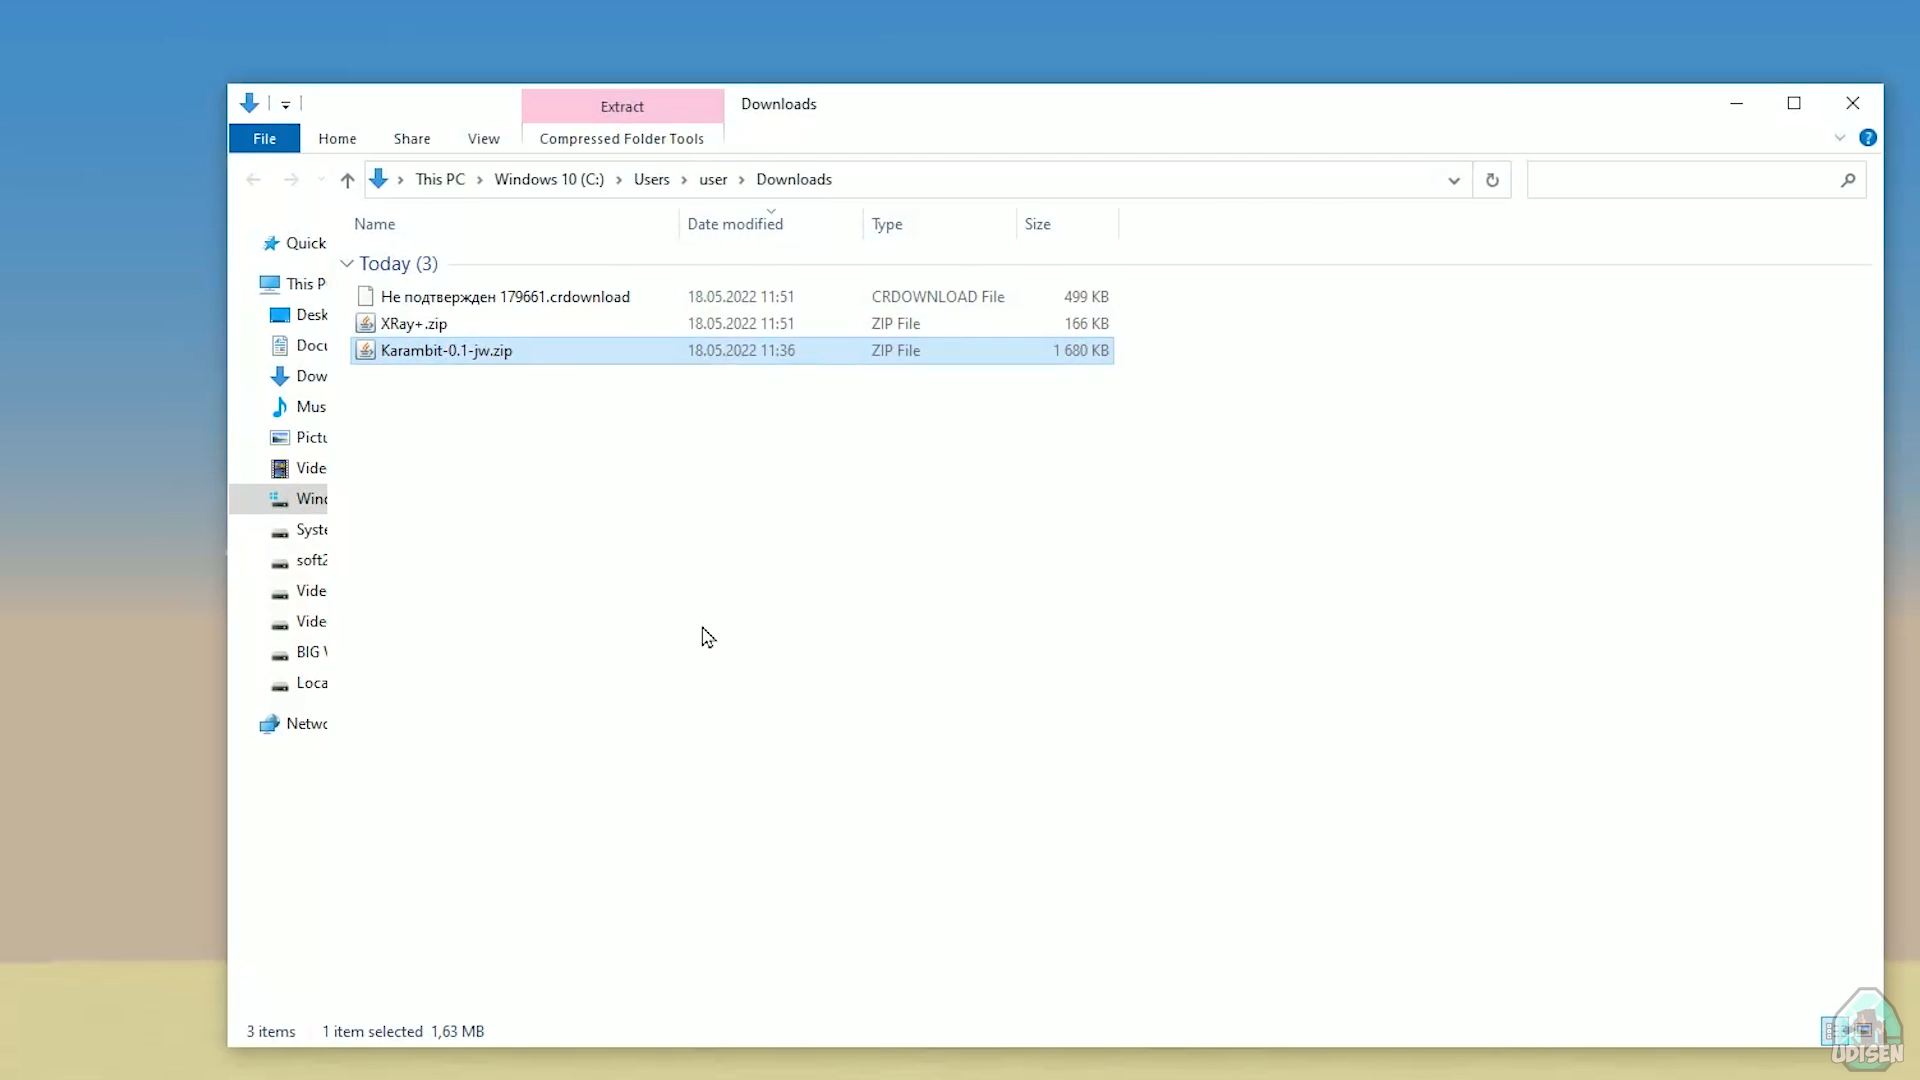 Extract
Downloads
File
Home
Share
View
Compressed Folder Tools
This PC
Windows 10 (C:)
Users
user
Downloads
Name
Date modified
Type
Size
Today (3)
Не подтвержден 179661.crdownload 18.05.2022 11:51 CRDOWNLOAD File 499 KB
XRay+.zip 18.05.2022 11:51 ZIP File 166 KB
Karambit-0.1-jw.zip 18.05.2022 11:36 ZIP File 1 680 KB
Quick
This P
Desk
Docu
Dow
Mus
Pictu
Vide
Wind
Syste
soft2
Vide
Vide
BIG V
Loca
Netwo
3 items 1 item selected 1,63 MB
UDISEN